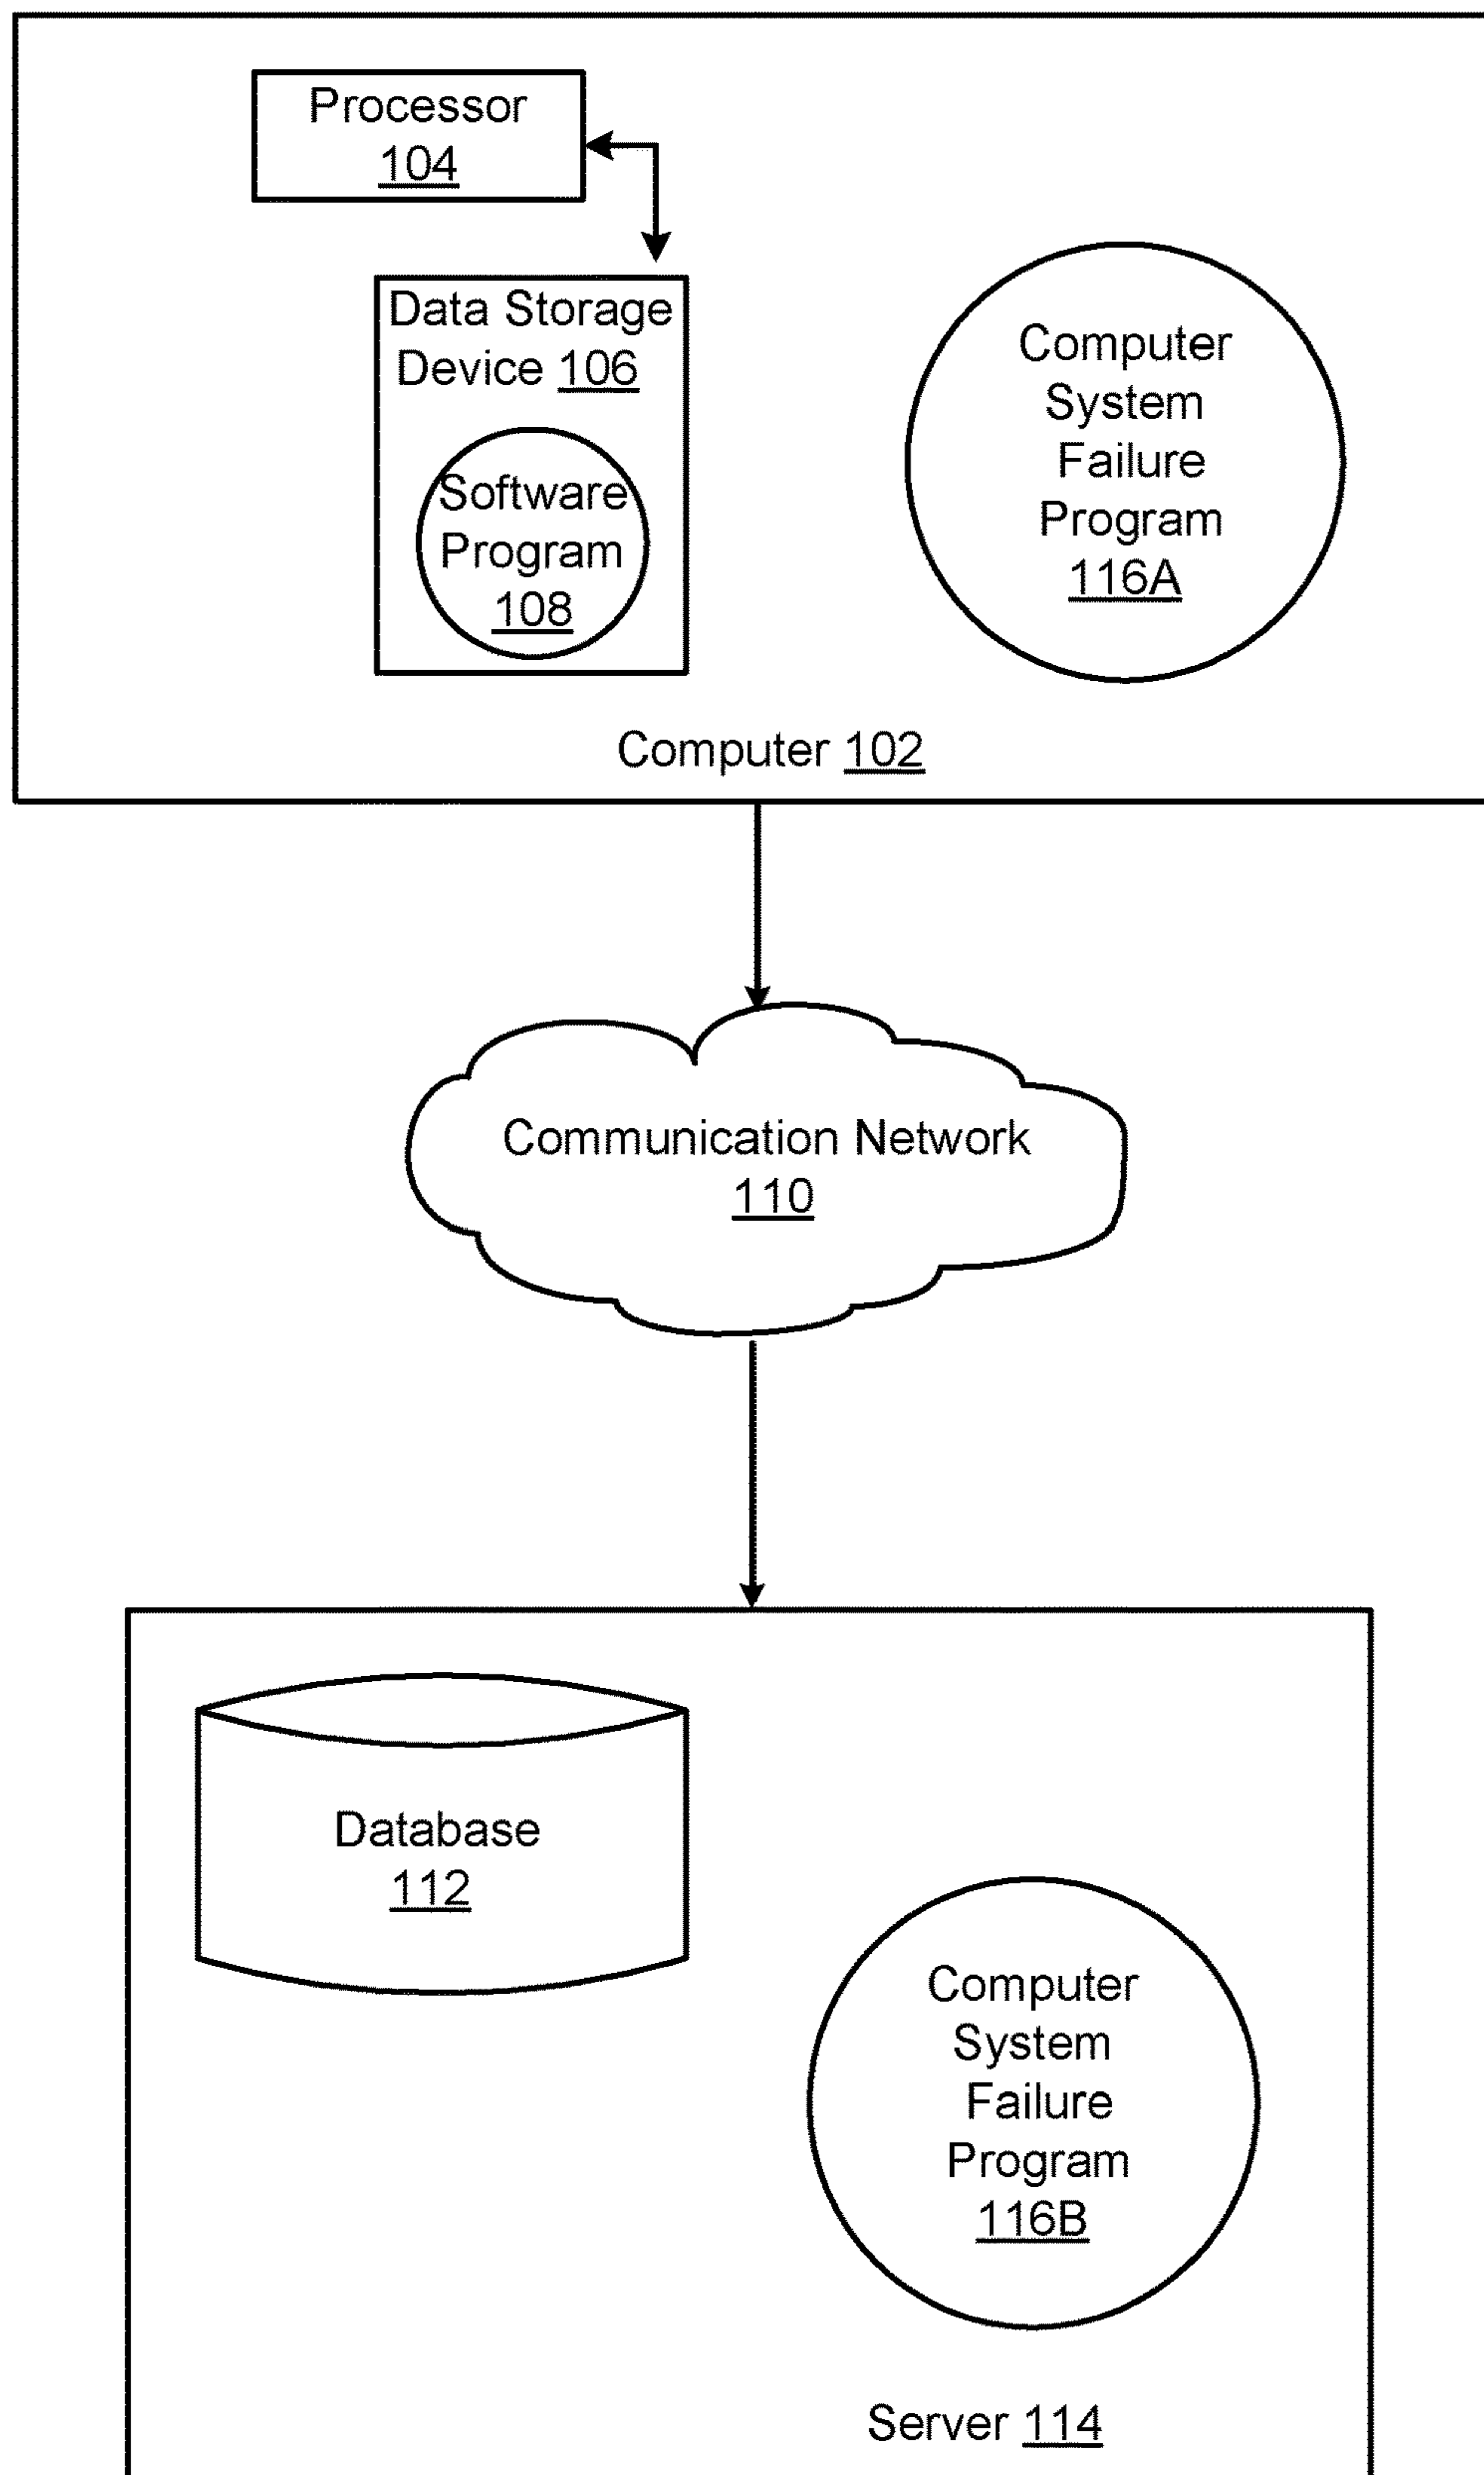 Processor
104
Data Storage
Device 106
Software
Program
108
Computer
System
Failure
Program
116A
Computer 102
Communication Network
110
Database
112
Computer
System
Failure
Program
116B
Server 114